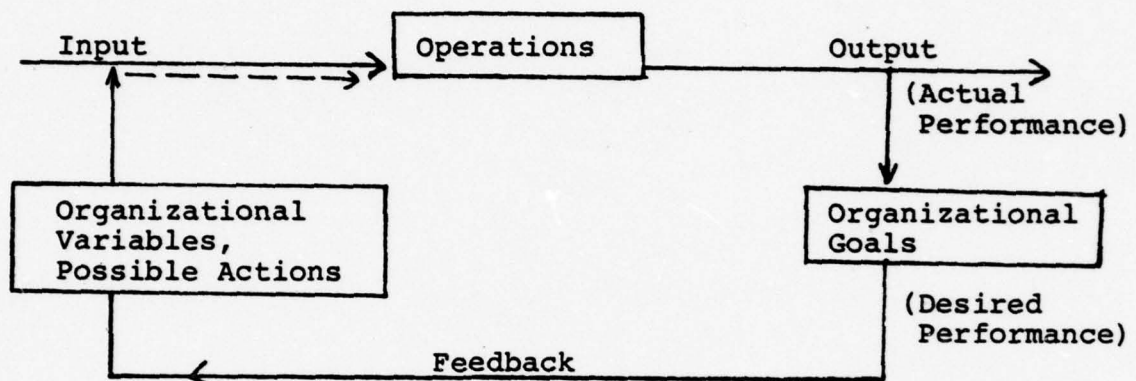 Input
Operations
Output
(Actual
Performance)
Organizational
Variables,
Possible Actions
Organizational
Goals
(Desired
Performance)
Feedback